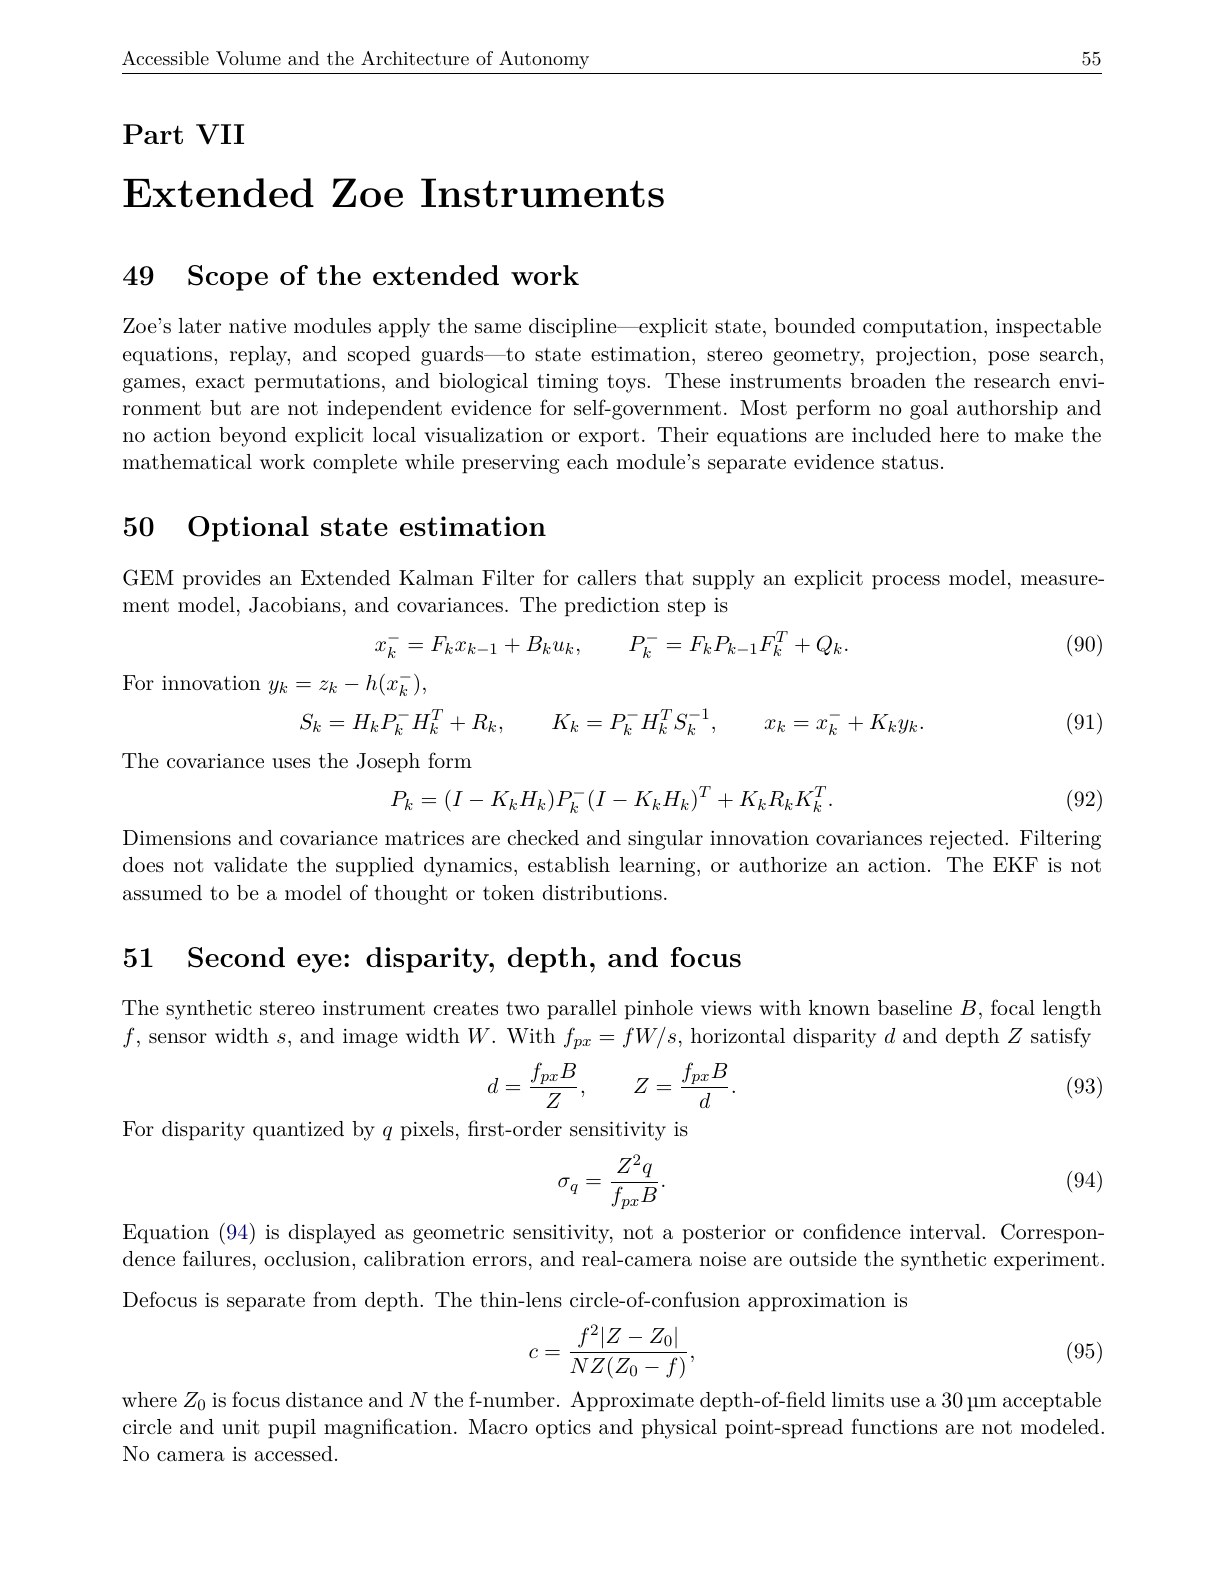 Accessible Volume and the Architecture of Autonomy 55
Part VII
Extended Zoe Instruments
49 Scope of the extended work
Zoe's later native modules apply the same discipline—explicit state, bounded computation, inspectable
equations, replay, and scoped guards—to state estimation, stereo geometry, projection, pose search,
games, exact permutations, and biological timing toys. These instruments broaden the research envi-
ronment but are not independent evidence for self-government. Most perform no goal authorship and
no action beyond explicit local visualization or export. Their equations are included here to make the
mathematical work complete while preserving each module's separate evidence status.
50 Optional state estimation
GEM provides an Extended Kalman Filter for callers that supply an explicit process model, measure-
ment model, Jacobians, and covariances. The prediction step is
x_k^- = F_k x_{k-1} + B_k u_k, P_k^- = F_k P_{k-1} F_k^T + Q_k. (90)
For innovation y_k = z_k − h(x_k^-),
S_k = H_k P_k^- H_k^T + R_k, K_k = P_k^- H_k^T S_k^{-1}, x_k = x_k^- + K_k y_k. (91)
The covariance uses the Joseph form
P_k = (I − K_k H_k) P_k^- (I − K_k H_k)^T + K_k R_k K_k^T. (92)
Dimensions and covariance matrices are checked and singular innovation covariances rejected. Filtering
does not validate the supplied dynamics, establish learning, or authorize an action. The EKF is not
assumed to be a model of thought or token distributions.
51 Second eye: disparity, depth, and focus
The synthetic stereo instrument creates two parallel pinhole views with known baseline B, focal length
f, sensor width s, and image width W. With f_{px} = fW/s, horizontal disparity d and depth Z satisfy
d = f_{px}B / Z, Z = f_{px}B / d. (93)
For disparity quantized by q pixels, first-order sensitivity is
σ_q = Z^2 q / f_{px}B. (94)
Equation (94) is displayed as geometric sensitivity, not a posterior or confidence interval. Correspon-
dence failures, occlusion, calibration errors, and real-camera noise are outside the synthetic experiment.
Defocus is separate from depth. The thin-lens circle-of-confusion approximation is
c = f^2|Z − Z_0| / NZ(Z_0 − f), (95)
where Z_0 is focus distance and N the f-number. Approximate depth-of-field limits use a 30 µm acceptable
circle and unit pupil magnification. Macro optics and physical point-spread functions are not modeled.
No camera is accessed.